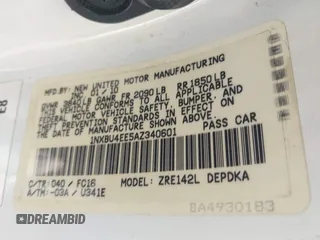 MFD. BY: NEW UNITED MOTOR MANUFACTURING
INC. 01 / 10
GVWR 3640LB GAWR FR 2090LB RR 1850LB
THIS VEHICLE CONFORMS TO ALL APPLICABLE
FEDERAL MOTOR VEHICLE SAFETY, BUMPER, AND
THEFT PREVENTION STANDARDS IN EFFECT ON
THE DATE OF MANUFACTURE SHOWN ABOVE.
1NXBU4EE5AZ340601 PASS CAR
C/TR: 040 / FC16 MODEL: ZRE142L DEPDKA
A/TM: -03A / U341E
BA4930183
DREAMBID